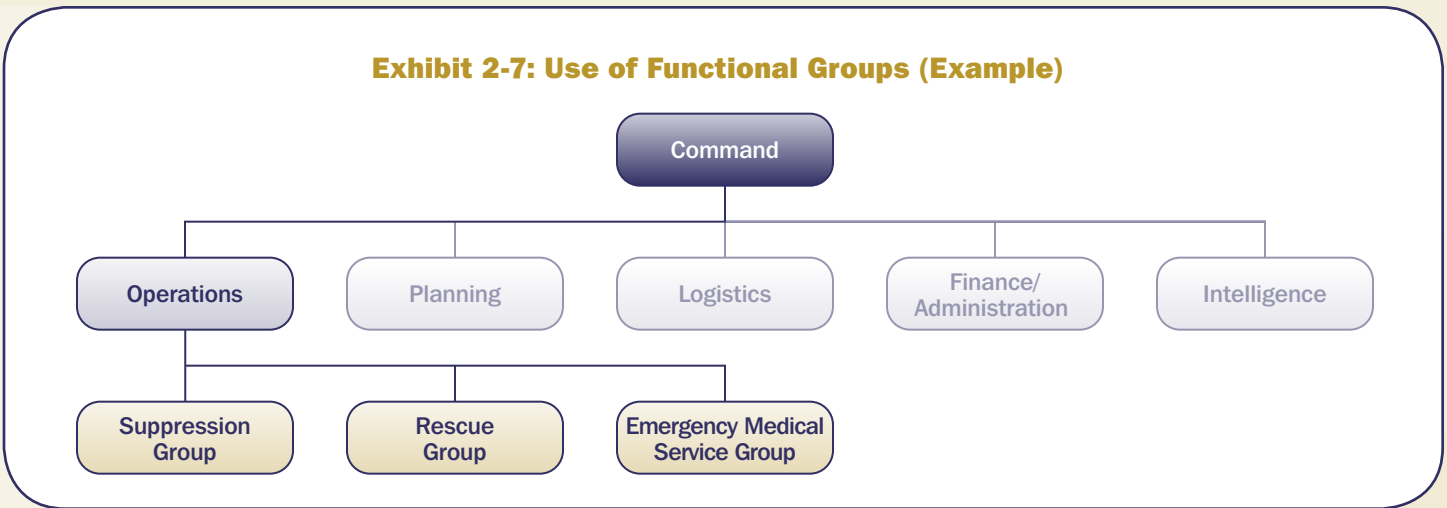 Exhibit 2-7: Use of Functional Groups (Example)
Command
Operations
Planning
Logistics
Finance/
Administration
Intelligence
Suppression
Group
Rescue
Group
Emergency Medical
Service Group